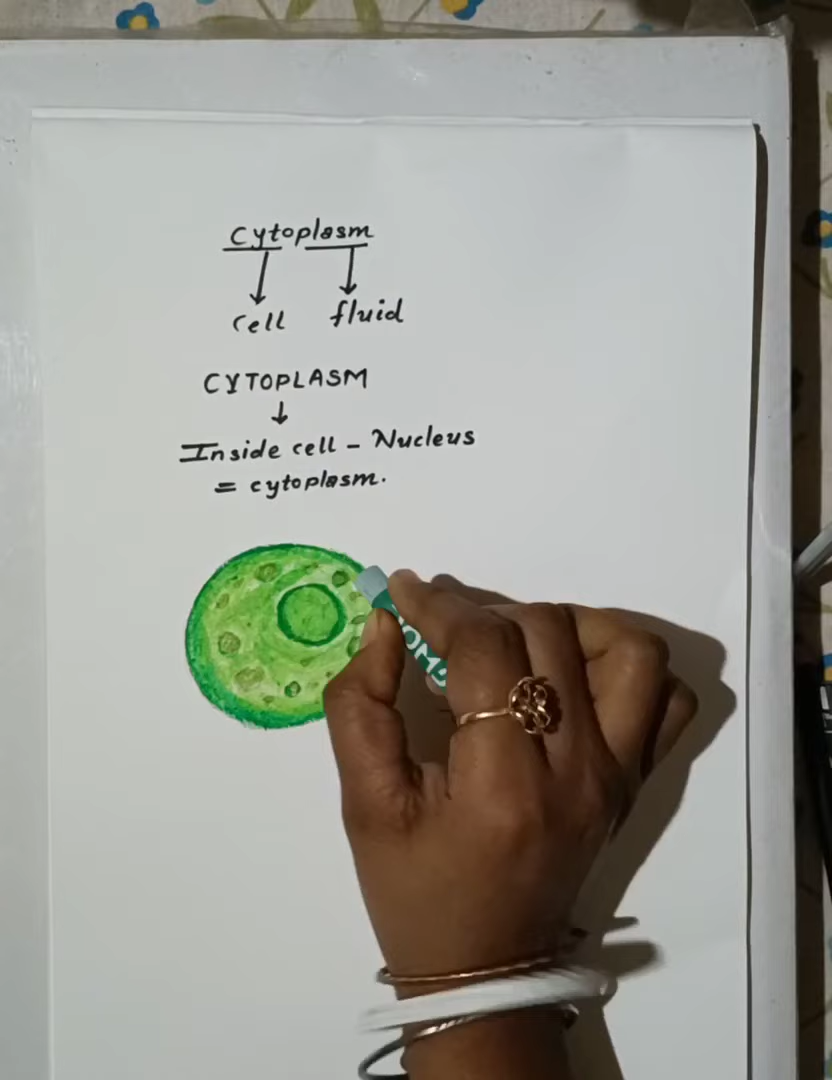 Cytoplasm
cell fluid
CYTOPLASM
Inside cell - Nucleus
= cytoplasm.